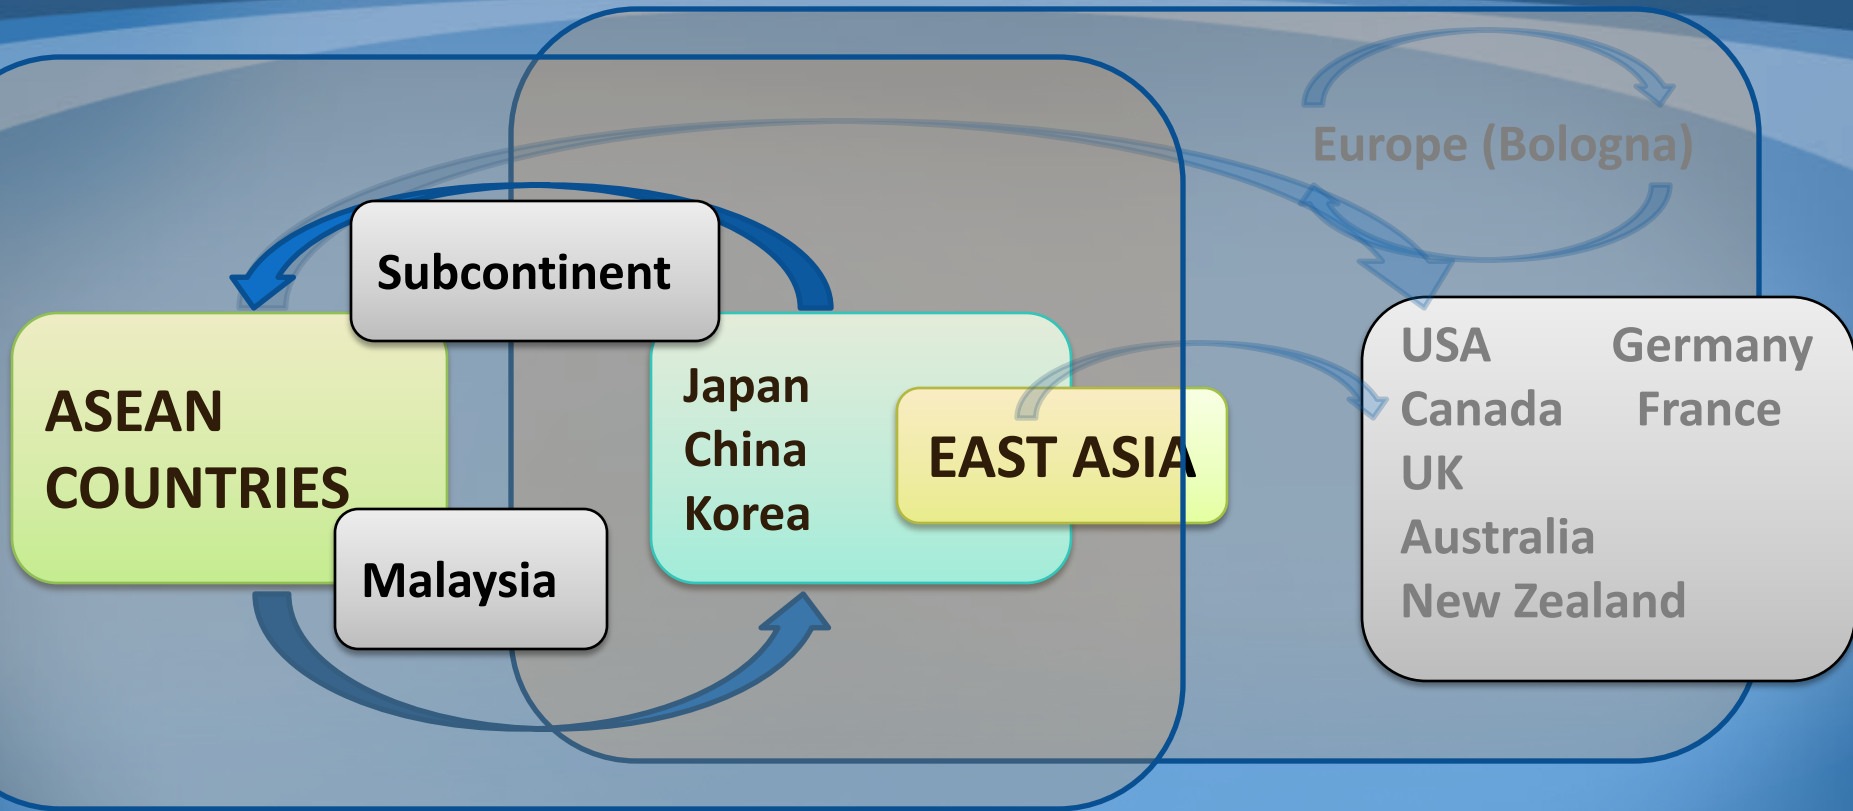 Europe (Bologna)
Subcontinent
ASEAN
COUNTRIES
Malaysia
Japan
China
Korea
EAST ASIA
USA Germany
Canada France
UK
Australia
New Zealand